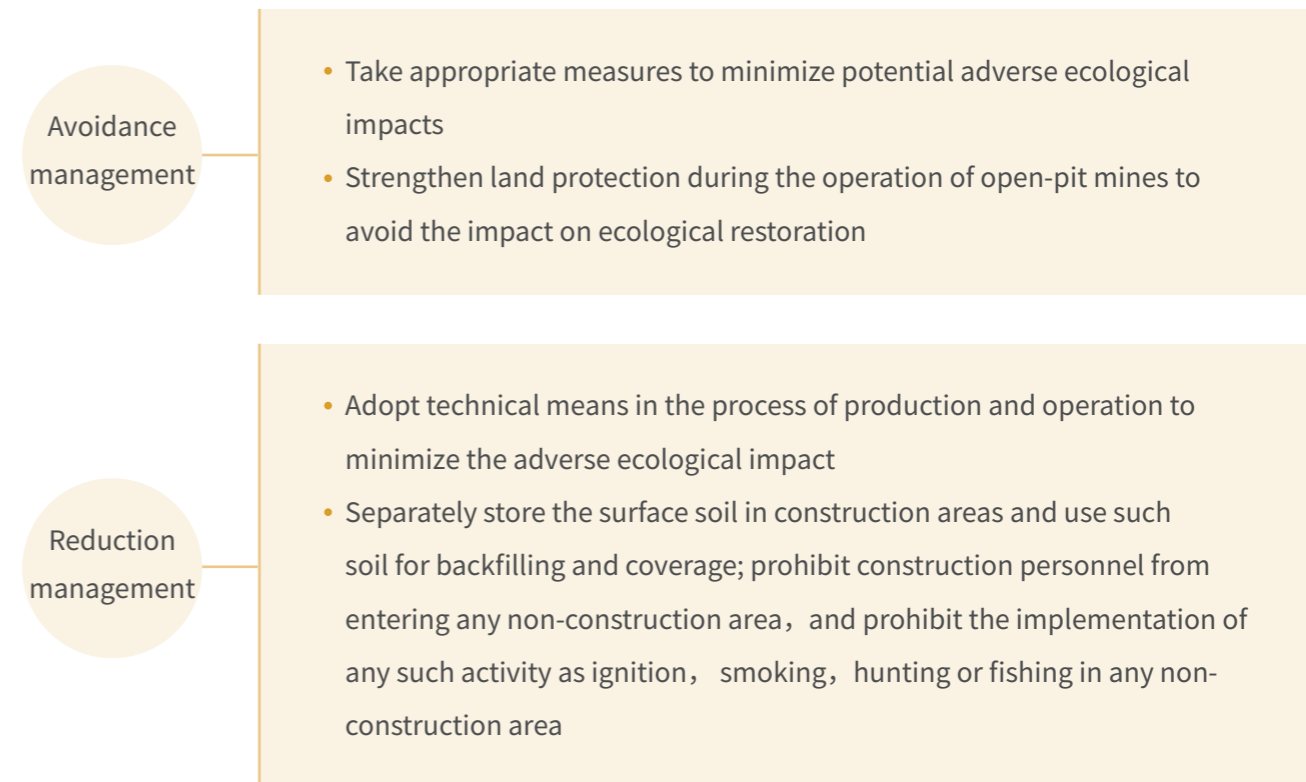 Avoidance
management
• Take appropriate measures to minimize potential adverse ecological
impacts
• Strengthen land protection during the operation of open-pit mines to
avoid the impact on ecological restoration
Reduction
management
• Adopt technical means in the process of production and operation to
minimize the adverse ecological impact
• Separately store the surface soil in construction areas and use such
soil for backfilling and coverage; prohibit construction personnel from
entering any non-construction area，and prohibit the implementation of
any such activity as ignition， smoking，hunting or fishing in any non-
construction area